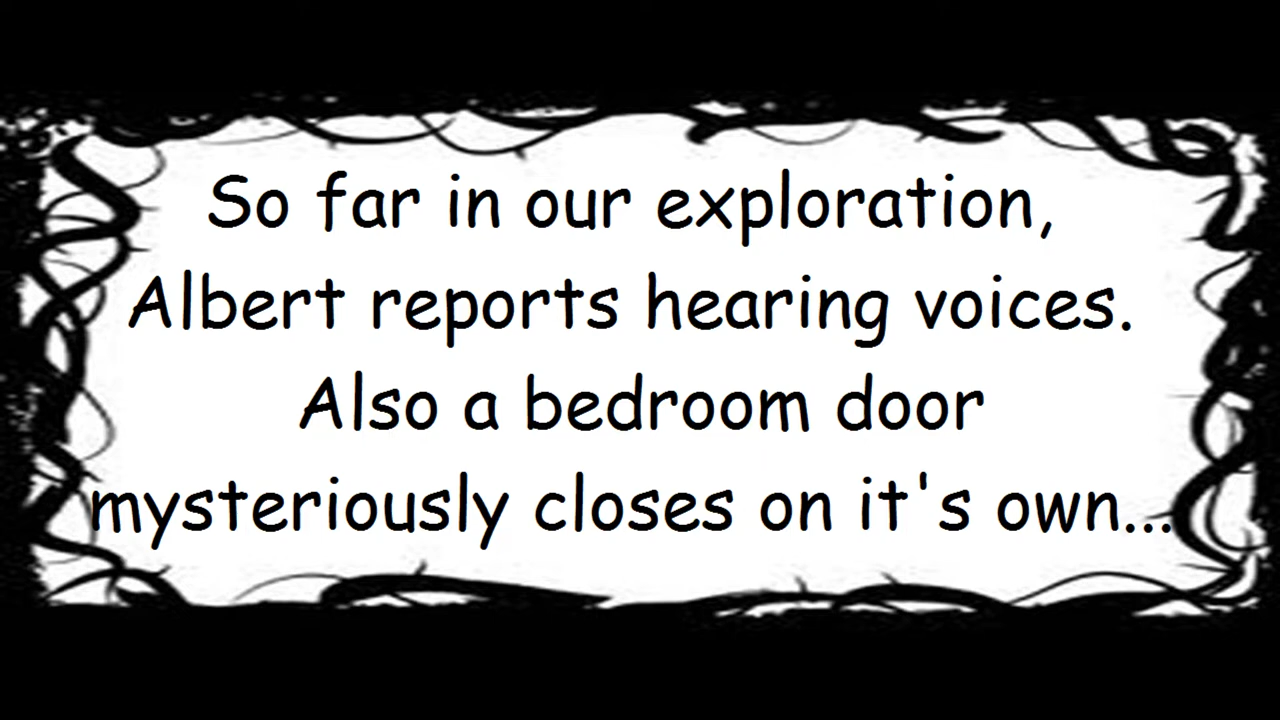 So far in our exploration,
Albert reports hearing voices.
Also a bedroom door
mysteriously closes on it's own...